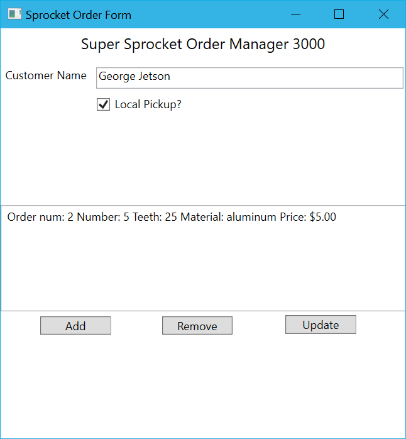 Sprocket Order Form
Super Sprocket Order Manager 3000
Customer Name George Jetson
Local Pickup?
Order num: 2 Number: 5 Teeth: 25 Material: aluminum Price: $5.00
Add Remove Update